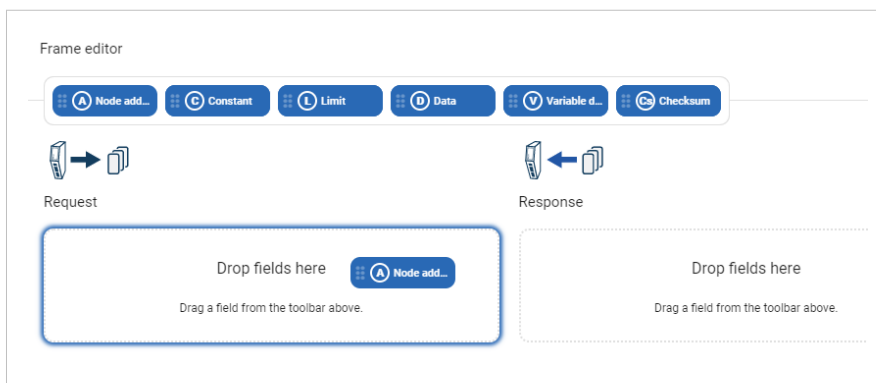 Frame editor
A Node add... C Constant L Limit D Data V Variable d... Cs Checksum
Request Response
Drop fields here A Node add... Drop fields here
Drag a field from the toolbar above. Drag a field from the toolbar above.